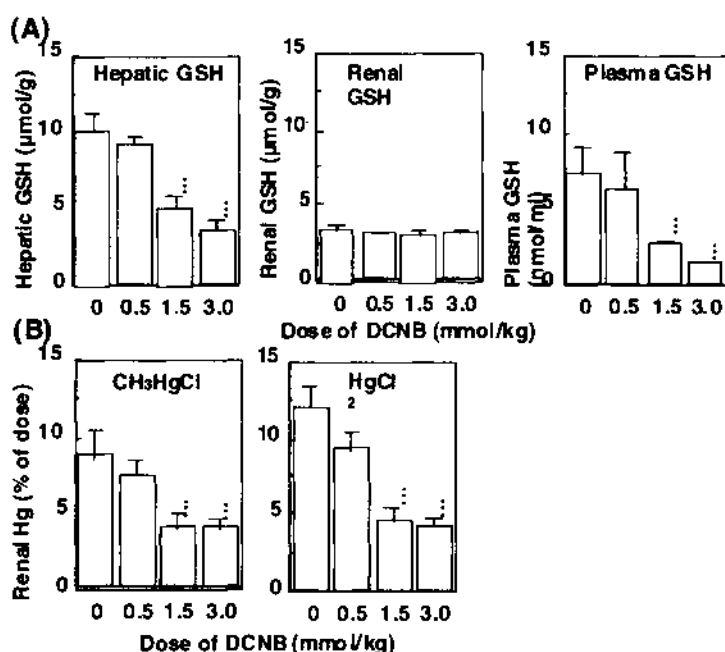 (A)
Hepatic GSH (µmol/g)
15
10
5
0
Hepatic GSH
***
***
0 0.5 1.5 3.0
Renal GSH (µmol/g)
15
10
5
0
Renal
GSH
0 0.5 1.5 3.0
Plasma GSH
(nmol/ml)
15
10
5
0
Plasma GSH
***
***
0 0.5 1.5 3.0
Dose of DCNB (mmol/kg)
(B)
Renal Hg (% of dose)
15
10
5
0
CH3HgCl
***
***
0 0.5 1.5 3.0
15
10
5
0
HgCl
2
***
***
0 0.5 1.5 3.0
Dose of DCNB (mmol/kg)